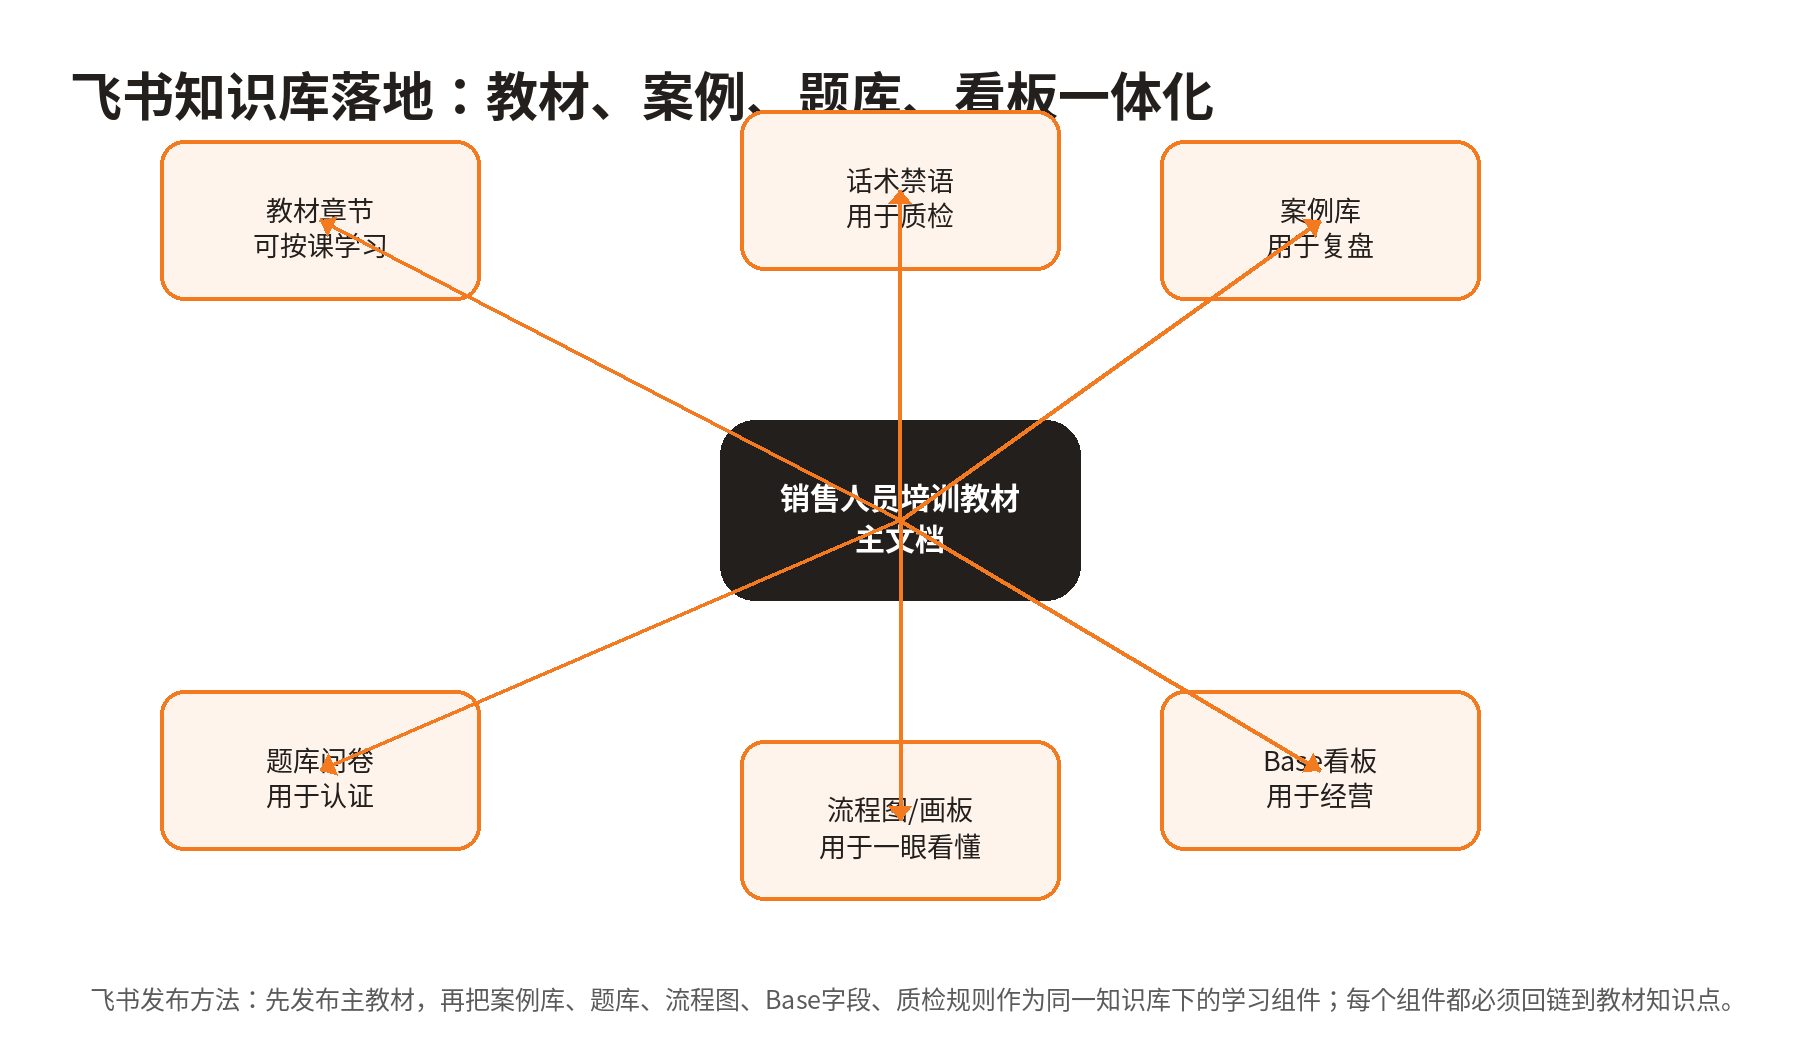 飞书知识库落地：教材、案例、题库、看板一体化
教材章节
可按课学习
话术禁语
用于质检
案例库
用于复盘
销售人员培训教材
主文档
题库问卷
用于认证
流程图/画板
用于一眼看懂
Base看板
用于经营
飞书发布方法：先发布主教材，再把案例库、题库、流程图、Base字段、质检规则作为同一知识库下的学习组件；每个组件都必须回链到教材知识点。